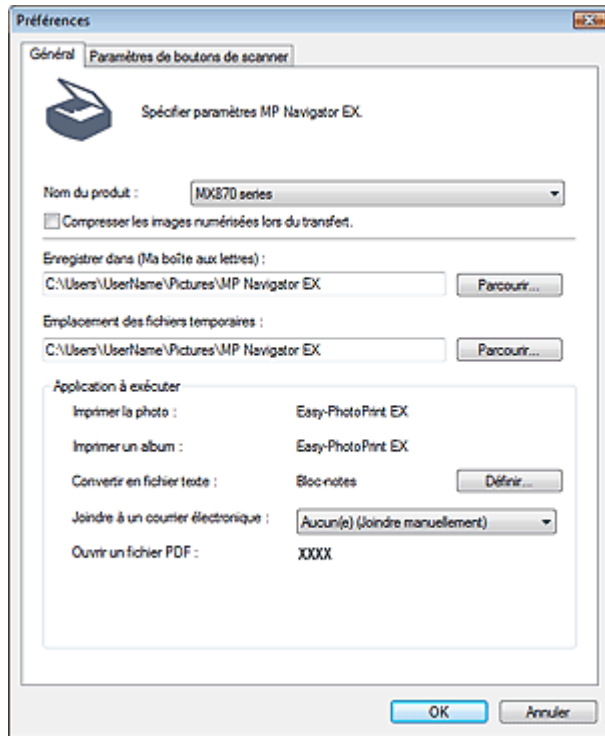 Préférences
Général Paramètres de boutons de scanner
Spécifier paramètres MP Navigator EX.
Nom du produit : MX870 series
Compresser les images numérisées lors du transfert.
Enregistrer dans (Ma boîte aux lettres) :
C:\Users\UserName\Pictures\MP Navigator EX Parcourir...
Emplacement des fichiers temporaires :
C:\Users\UserName\Pictures\MP Navigator EX Parcourir...
Application à exécuter
Imprimer la photo : Easy-PhotoPrint EX
Imprimer un album : Easy-PhotoPrint EX
Convertir en fichier texte : Bloc-notes Définir...
Joindre à un courrier électronique : Aucun(e) (Joindre manuellement)
Ouvrir un fichier PDF : XXXX
OK Annuler